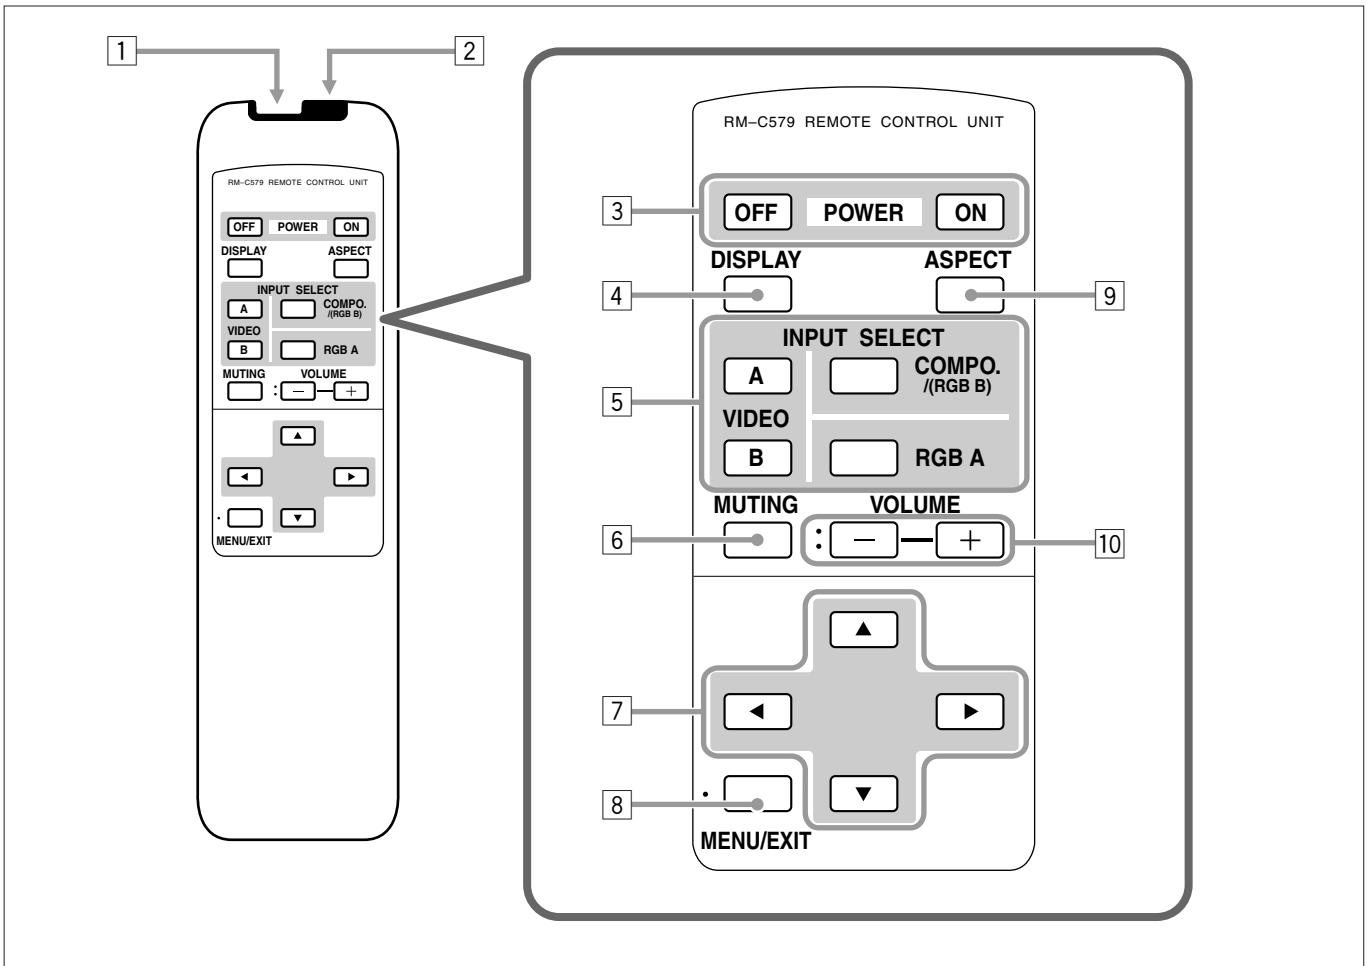 1
2
RM–C579 REMOTE CONTROL UNIT
OFF POWER ON
DISPLAY ASPECT
INPUT SELECT
A COMPO.
/(RGB B)
VIDEO
B RGB A
MUTING VOLUME
: − +
MENU/EXIT
RM–C579 REMOTE CONTROL UNIT
3 OFF POWER ON
DISPLAY ASPECT
4 9
INPUT SELECT
A COMPO.
/(RGB B)
5
VIDEO
B RGB A
MUTING VOLUME
6 : − + 10
7
8
MENU/EXIT